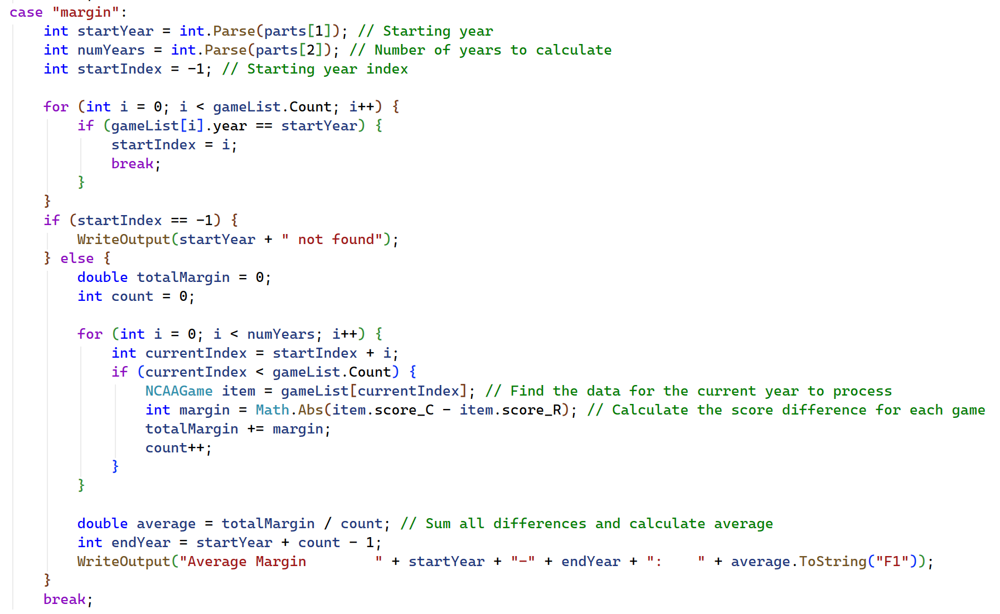 case "margin":
    int startYear = int.Parse(parts[1]); // Starting year
    int numYears = int.Parse(parts[2]); // Number of years to calculate
    int startIndex = -1; // Starting year index

    for (int i = 0; i < gameList.Count; i++) {
        if (gameList[i].year == startYear) {
            startIndex = i;
            break;
        }
    }
    if (startIndex == -1) {
        WriteOutput(startYear + " not found");
    } else {
        double totalMargin = 0;
        int count = 0;

        for (int i = 0; i < numYears; i++) {
            int currentIndex = startIndex + i;
            if (currentIndex < gameList.Count) {
                NCAAGame item = gameList[currentIndex]; // Find the data for the current year to process
                int margin = Math.Abs(item.score_C - item.score_R); // Calculate the score difference for each game
                totalMargin += margin;
                count++;
            }
        }

        double average = totalMargin / count; // Sum all differences and calculate average
        int endYear = startYear + count - 1;
        WriteOutput("Average Margin        " + startYear + "-" + endYear + ":    " + average.ToString("F1"));
    }
    break;